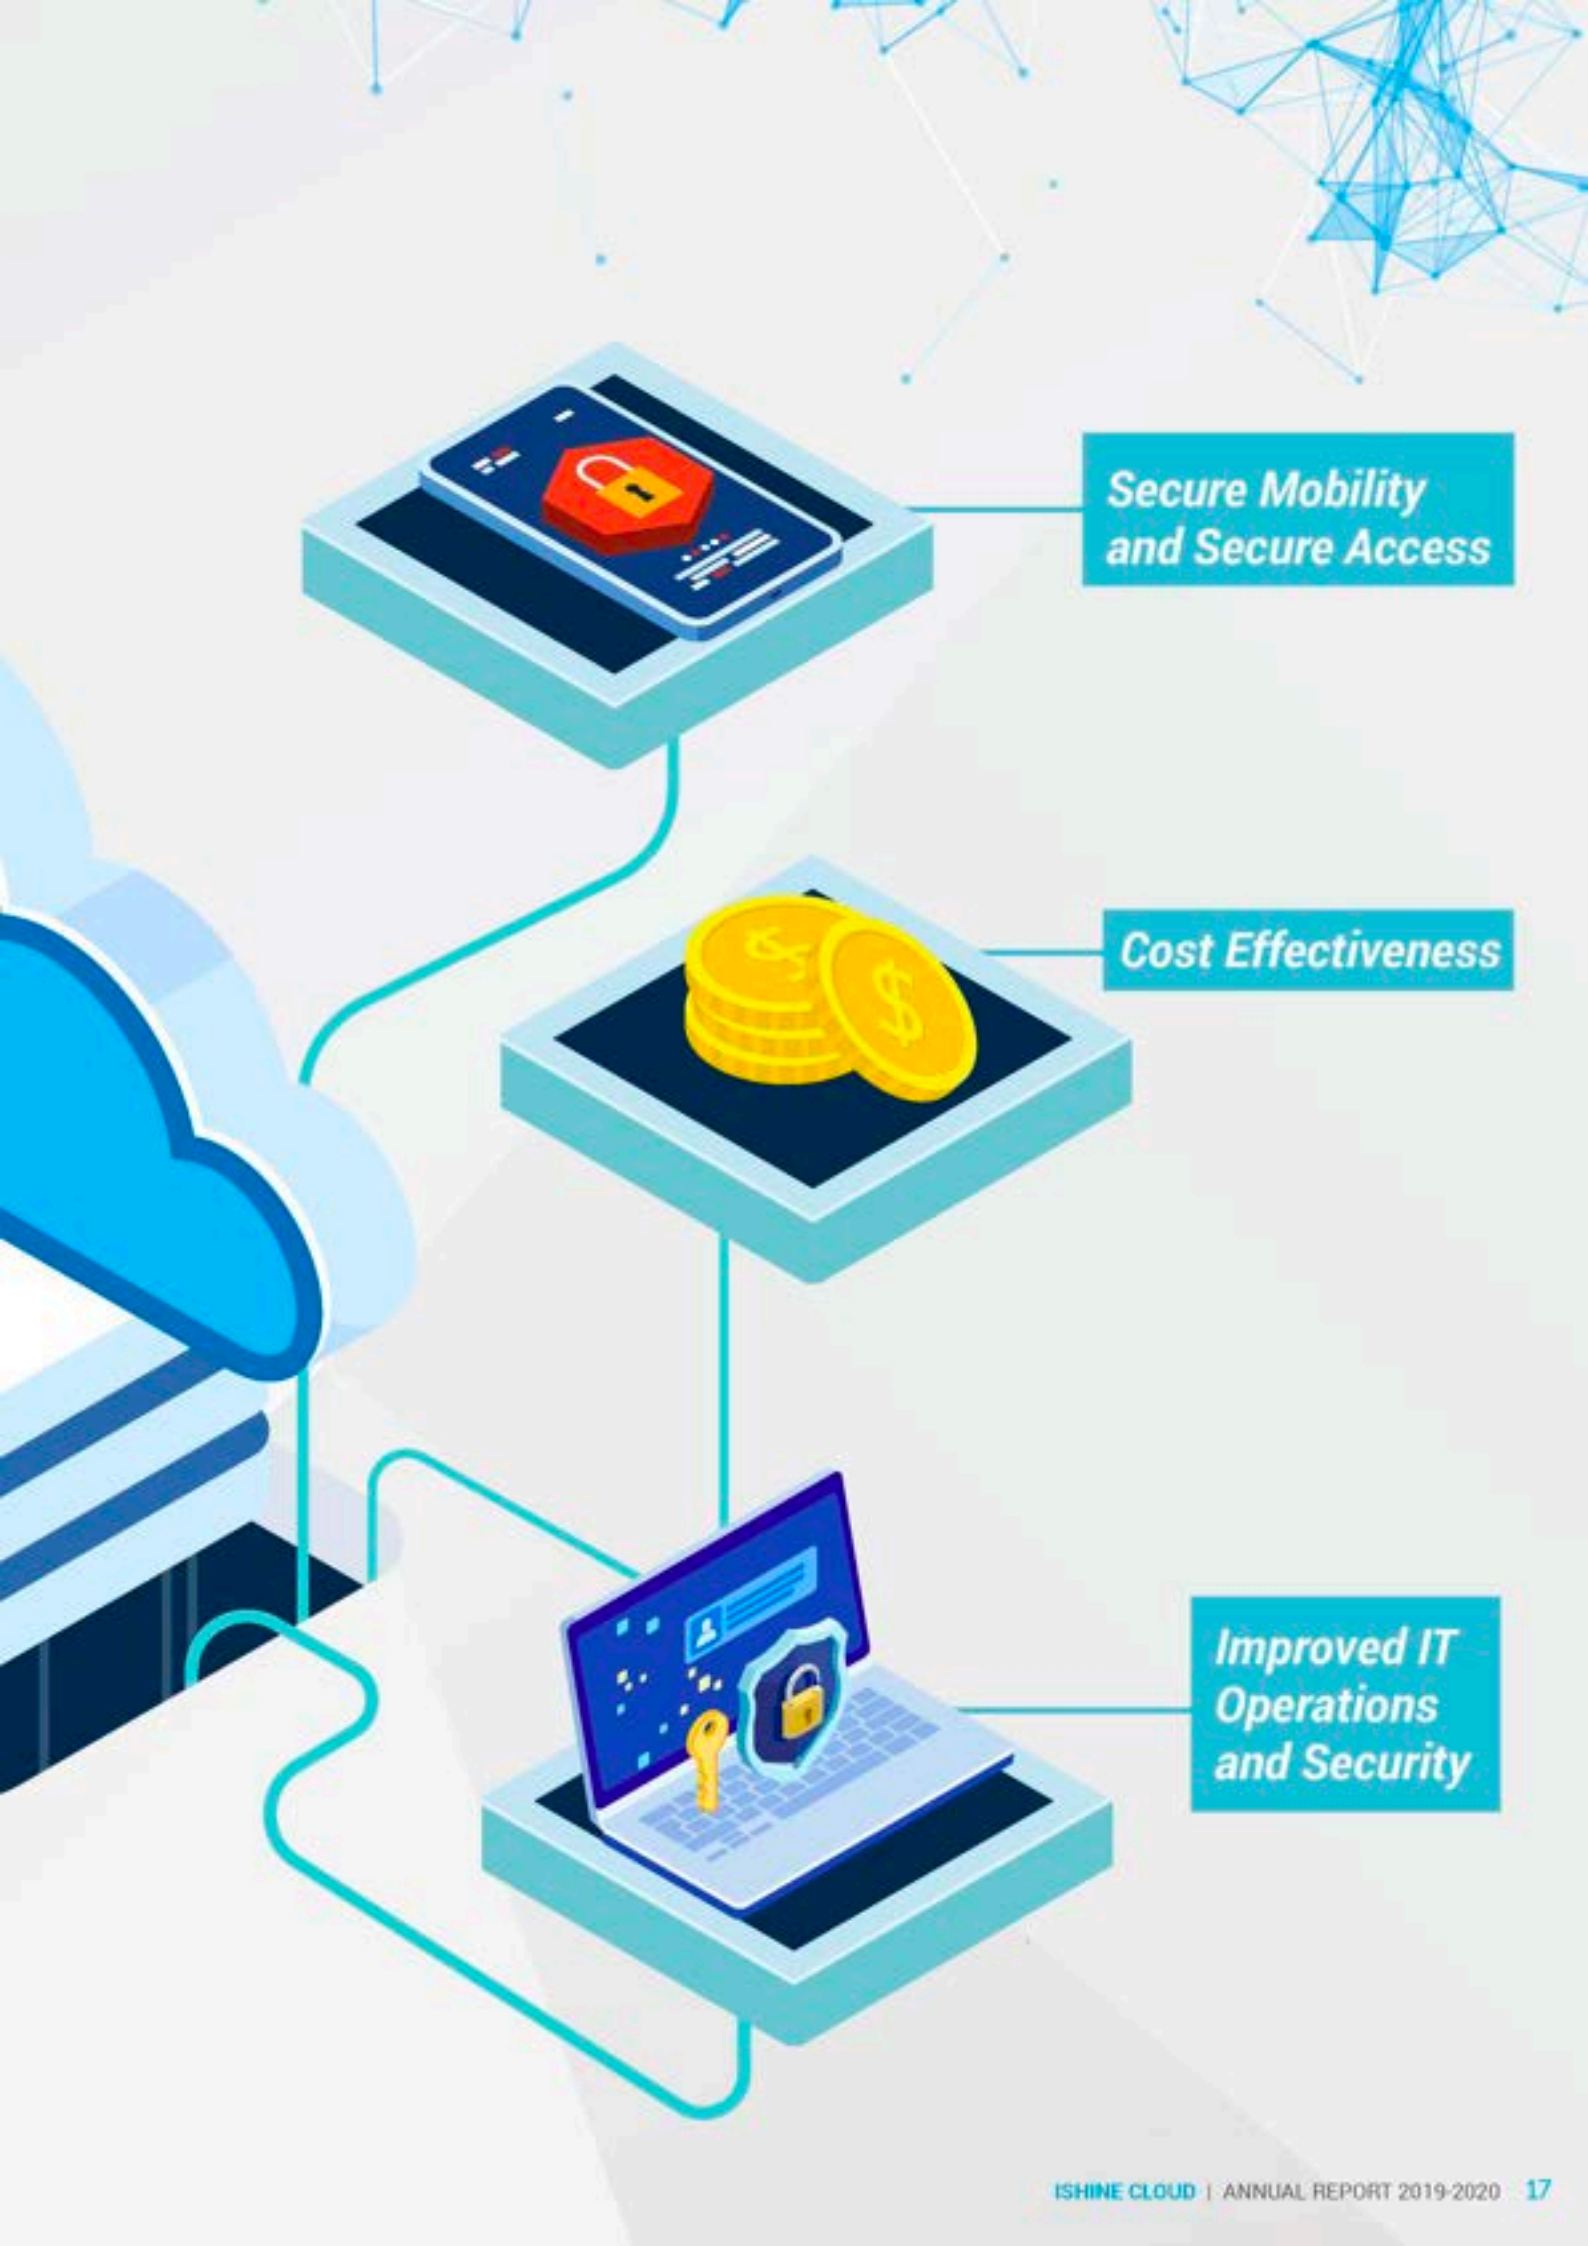 Secure Mobility
and Secure Access
Cost Effectiveness
Improved IT
Operations
and Security
ISHINE CLOUD | ANNUAL REPORT 2019-2020 17